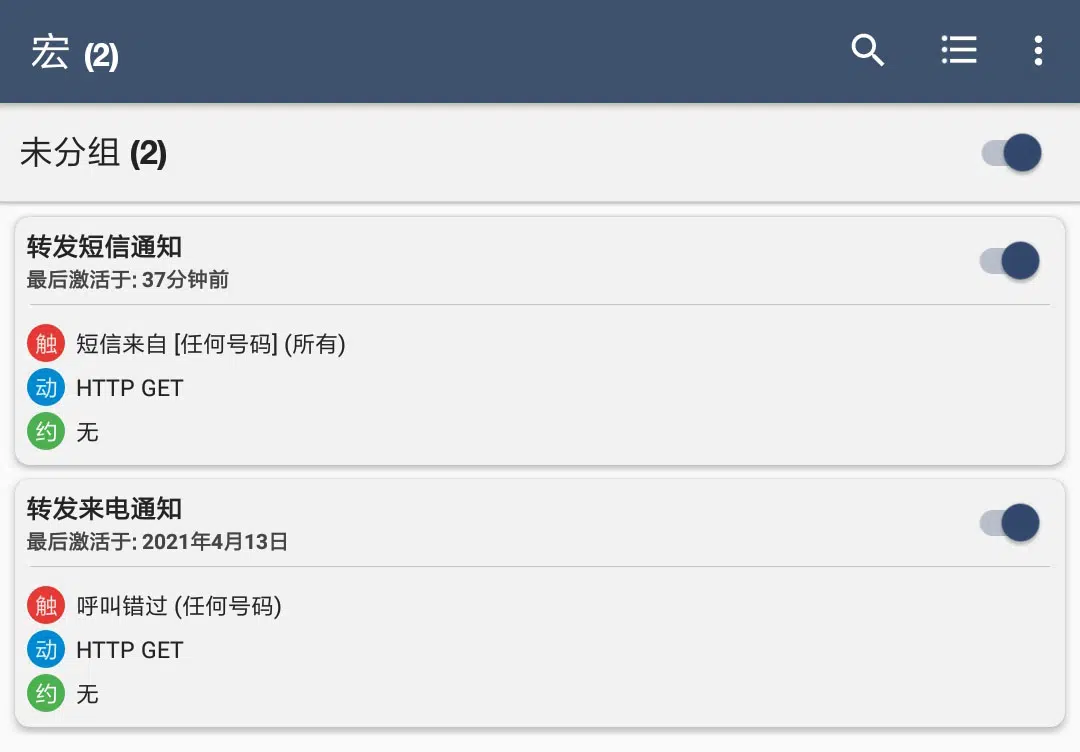 宏 (2)
未分组 (2)
转发短信通知
最后激活于: 37分钟前
触 短信来自 [任何号码] (所有)
动 HTTP GET
约 无
转发来电通知
最后激活于: 2021年4月13日
触 呼叫错过 (任何号码)
动 HTTP GET
约 无